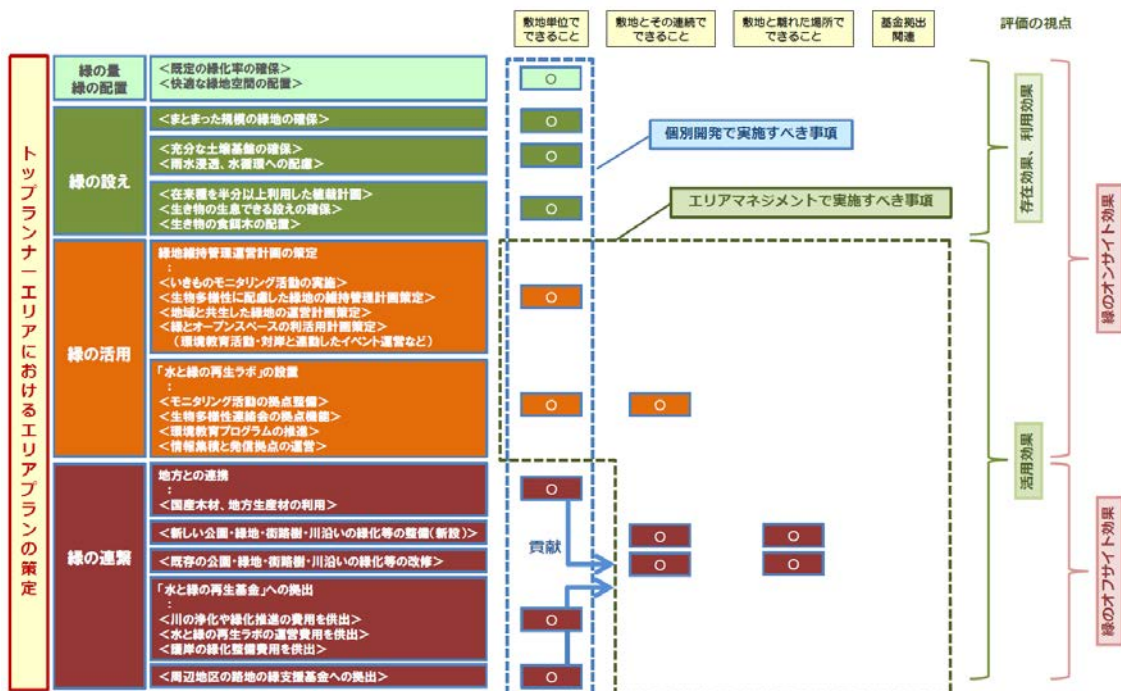 敷地単位で
できること
敷地とその連続で
できること
敷地と離れた場所で
できること
基金拠出
関連
評価の視点
トップランナーエリアにおけるエリアプランの策定
緑の量
緑の配置
<既定の緑化率の確保>
<快適な緑地空間の配置>
○
緑の設え
<まとまった規模の緑地の確保>
○
<充分な土壌基盤の確保>
<雨水浸透、水循環への配慮>
○
<在来種を半分以上利用した植栽計画>
<生き物の生息できる設えの確保>
<生き物の食餌木の配置>
○
個別開発で実施すべき事項
エリアマネジメントで実施すべき事項
緑の活用
緑地維持管理運営計画の策定
:
<いきものモニタリング活動の実施>
<生物多様性に配慮した緑地の維持管理計画策定>
<地域と共生した緑地の運営計画策定>
<緑とオープンスペースの利活用計画策定>
(環境教育活動・対岸と連動したイベント運営など)
○
「水と緑の再生ラボ」の設置
:
<モニタリング活動の拠点整備>
<生物多様性連絡会の拠点機能>
<環境教育プログラムの推進>
<情報集積と発信拠点の運営>
○ ○
緑の連繋
地方との連携
:
<国産木材、地方生産材の利用>
○
<新しい公園・緑地・街路樹・川沿いの緑化等の整備(新設)>
○ ○
<既存の公園・緑地・街路樹・川沿いの緑化等の改修>
○ ○
貢献
「水と緑の再生基金」への拠出
:
<川の浄化や緑化推進の費用を供出>
<水と緑の再生ラボの運営費用を供出>
<護岸の緑化整備費用を供出>
○
<周辺地区の路地の緑支援基金への拠出>
○
存在効果、利用効果
活用効果
緑のオンサイト効果
緑のオフサイト効果